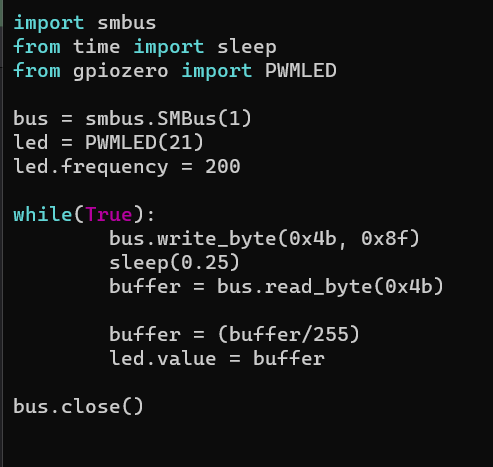 import smbus
from time import sleep
from gpiozero import PWMLED

bus = smbus.SMBus(1)
led = PWMLED(21)
led.frequency = 200

while(True):
        bus.write_byte(0x4b, 0x8f)
        sleep(0.25)
        buffer = bus.read_byte(0x4b)

        buffer = (buffer/255)
        led.value = buffer

bus.close()